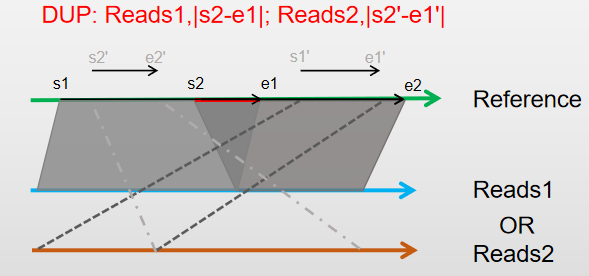 DUP: Reads1,|s2-e1|; Reads2,|s2'-e1'|
s2' e2' s1' e1'
s1 s2 e1 e2
Reference
Reads1
OR
Reads2